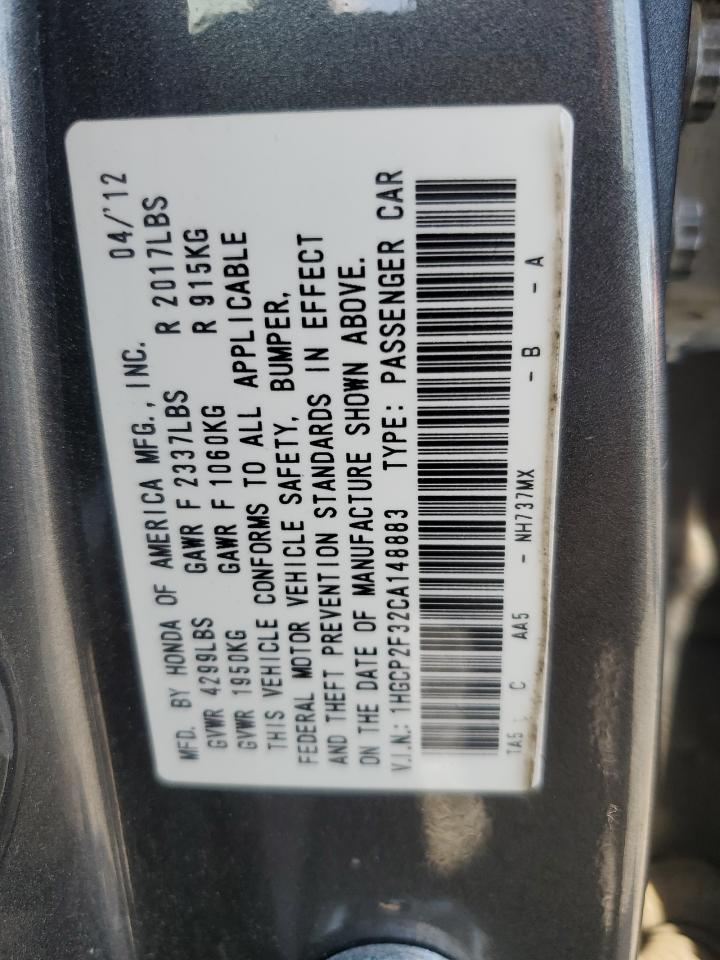 MFD. BY HONDA OF AMERICA MFG., INC. 04/'12
GVWR 4299LBS GAWR F 2337LBS R 2017LBS
GVWR 1950KG GAWR F 1060KG R 915KG
THIS VEHICLE CONFORMS TO ALL APPLICABLE
FEDERAL MOTOR VEHICLE SAFETY, BUMPER,
AND THEFT PREVENTION STANDARDS IN EFFECT
ON THE DATE OF MANUFACTURE SHOWN ABOVE.
V.I.N.: 1HGCP2F32CA148883 TYPE: PASSENGER CAR
TA5 C AA5 - NH737MX - B - A